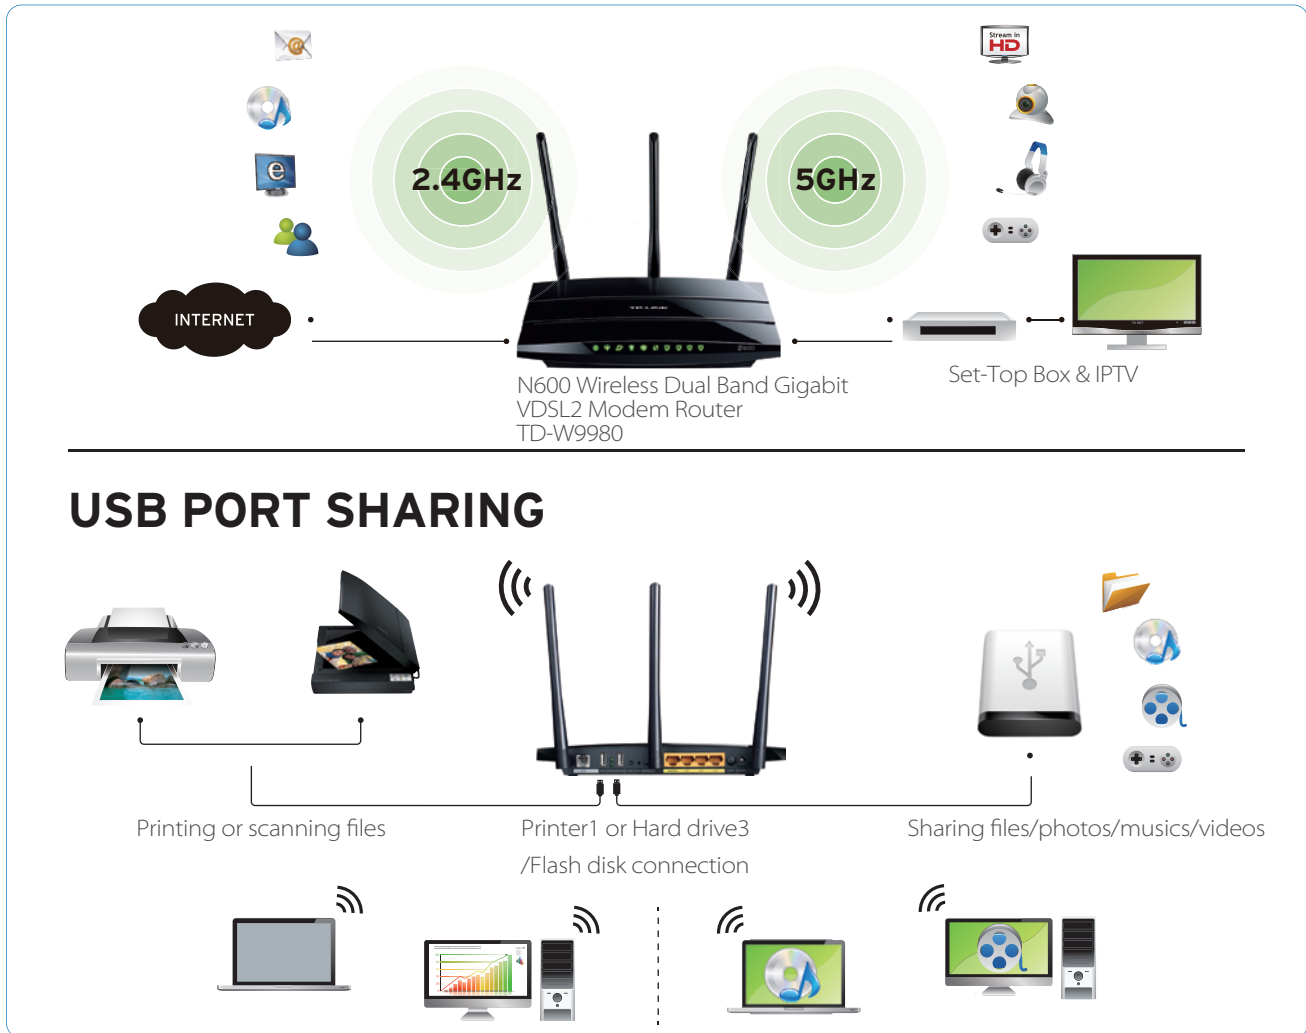 Stream in
HD
2.4GHz
5GHz
INTERNET
TP-LINK
N600 Wireless Dual Band Gigabit
VDSL2 Modem Router
TD-W9980
Set-Top Box & IPTV
USB PORT SHARING
Printing or scanning files
Printer1 or Hard drive3
/Flash disk connection
Sharing files/photos/musics/videos